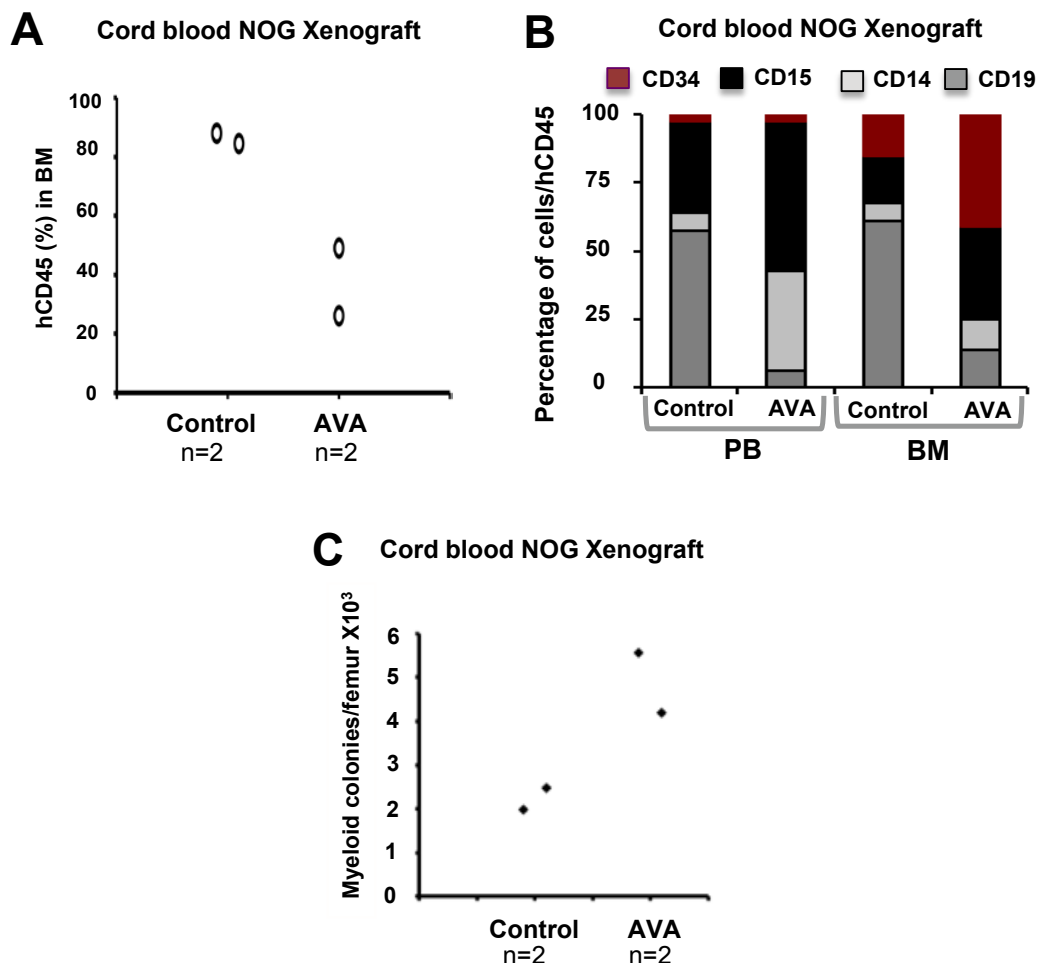 A
Cord blood NOG Xenograft
hCD45 (%) in BM
100
80
60
40
20
0
Control
AVA
n=2
n=2
B
Cord blood NOG Xenograft
CD34
CD15
CD14
CD19
Percentage of cells/hCD45
100
75
50
25
0
Control
AVA
Control
AVA
PB
BM
C
Cord blood NOG Xenograft
Myeloid colonies/femur X10³
6
5
4
3
2
1
0
Control
AVA
n=2
n=2